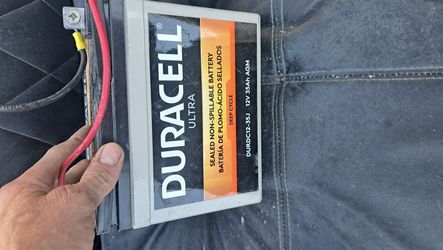 DURACELL
ULTRA
SEALED NON-SPILLABLE BATTERY
BATERÍA DE PLOMO-ÁCIDO SELLADOS
DEEP CYCLE
DURDC12-35J 12V 35Ah AGM